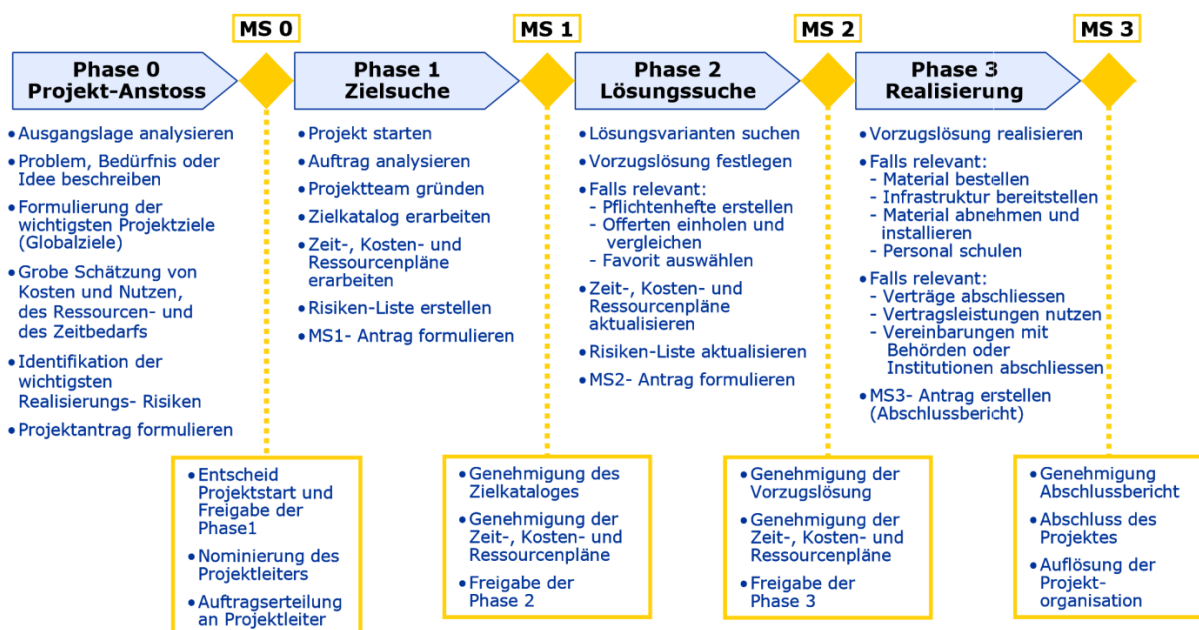 MS 0
MS 1
MS 2
MS 3
Phase 0
Projekt-Anstoss
Phase 1
Zielsuche
Phase 2
Lösungssuche
Phase 3
Realisierung
• Ausgangslage analysieren
• Problem, Bedürfnis oder
Idee beschreiben
• Formulierung der
wichtigsten Projektziele
(Globalziele)
• Grobe Schätzung von
Kosten und Nutzen,
des Ressourcen- und
des Zeitbedarfs
• Identifikation der
wichtigsten
Realisierungs- Risiken
• Projektantrag formulieren
• Projekt starten
• Auftrag analysieren
• Projektteam gründen
• Zielkatalog erarbeiten
• Zeit-, Kosten- und
Ressourcenpläne
erarbeiten
• Risiken-Liste erstellen
• MS1- Antrag formulieren
• Lösungsvarianten suchen
• Vorzugslösung festlegen
• Falls relevant:
- Pflichtenhefte erstellen
- Offerten einholen und
vergleichen
- Favorit auswählen
• Zeit-, Kosten- und
Ressourcenpläne
aktualisieren
• Risiken-Liste aktualisieren
• MS2- Antrag formulieren
• Vorzugslösung realisieren
• Falls relevant:
- Material bestellen
- Infrastruktur bereitstellen
- Material abnehmen und
installieren
- Personal schulen
• Falls relevant:
- Verträge abschliessen
- Vertragsleistungen nutzen
- Vereinbarungen mit
Behörden oder
Institutionen abschliessen
• MS3- Antrag erstellen
(Abschlussbericht)
• Entscheid
Projektstart und
Freigabe der
Phase1
• Nominierung des
Projektleiters
• Auftragserteilung
an Projektleiter
• Genehmigung des
Zielkataloges
• Genehmigung der
Zeit-, Kosten- und
Ressourcenpläne
• Freigabe der
Phase 2
• Genehmigung der
Vorzugslösung
• Genehmigung der
Zeit-, Kosten- und
Ressourcenpläne
• Freigabe der
Phase 3
• Genehmigung
Abschlussbericht
• Abschluss des
Projektes
• Auflösung der
Projekt-
organisation